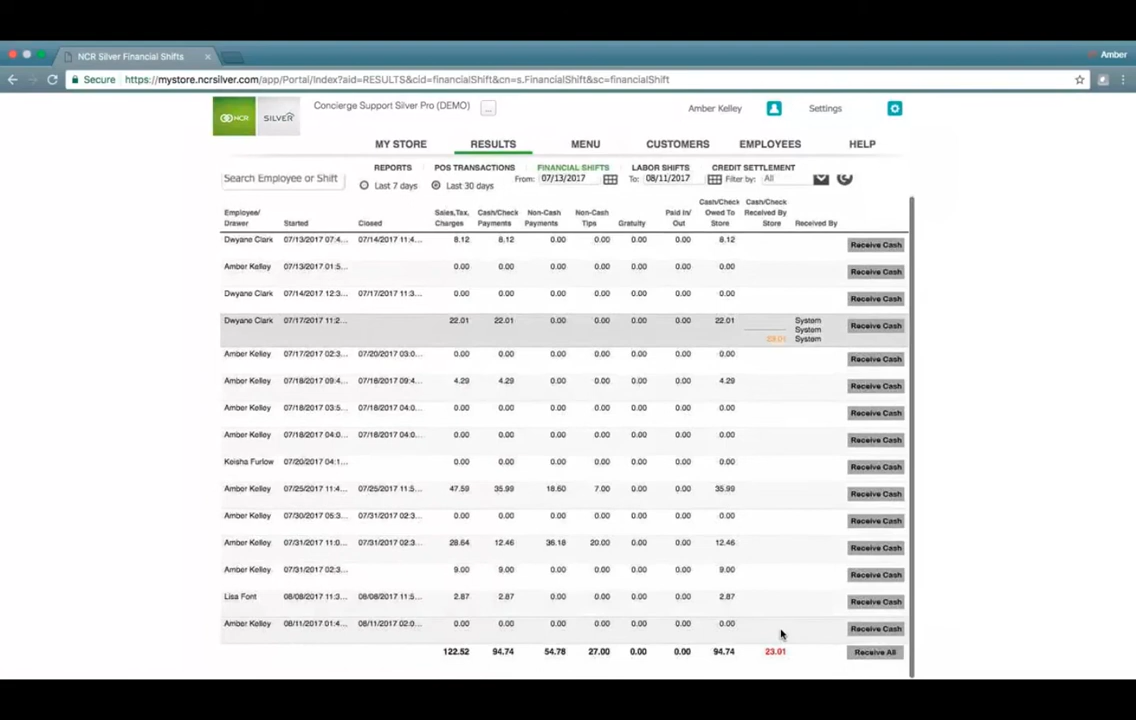 NCR Silver Financial Shifts
Amber
Secure https://mystore.ncrsilver.com/app/Portal/Index?aid=RESULTS&cid=financialShift&cn=s.FinancialShift&sc=financialShift
NCR SILVER Concierge Support Silver Pro (DEMO) ... Amber Kelley Settings
MY STORE RESULTS MENU CUSTOMERS EMPLOYEES HELP
REPORTS POS TRANSACTIONS FINANCIAL SHIFTS LABOR SHIFTS CREDIT SETTLEMENT
Search Employee or Shift Last 7 days Last 30 days From: 07/13/2017 To: 08/11/2017 Filter by: All
Employee/ Drawer Started Closed Sales,Tax, Charges Cash/Check Payments Non-Cash Payments Non-Cash Tips Gratuity Paid In/ Out Cash/Check Owed To Store Cash/Check Received By Store Received By
Dwyane Clark 07/13/2017 07:4... 07/14/2017 11:4... 8.12 8.12 0.00 0.00 0.00 0.00 8.12 Receive Cash
Amber Kelley 07/13/2017 01:5... 0.00 0.00 0.00 0.00 0.00 0.00 0.00 Receive Cash
Dwyane Clark 07/14/2017 12:3... 07/17/2017 11:3... 0.00 0.00 0.00 0.00 0.00 0.00 0.00 Receive Cash
Dwyane Clark 07/17/2017 11:2... 22.01 22.01 0.00 0.00 0.00 0.00 22.01 System Receive Cash
System
System
Amber Kelley 07/17/2017 02:3... 07/20/2017 03:0... 0.00 0.00 0.00 0.00 0.00 0.00 0.00 Receive Cash
Amber Kelley 07/18/2017 09:4... 07/18/2017 09:4... 4.29 4.29 0.00 0.00 0.00 0.00 4.29 Receive Cash
Amber Kelley 07/18/2017 03:5... 07/18/2017 04:0... 0.00 0.00 0.00 0.00 0.00 0.00 0.00 Receive Cash
Amber Kelley 07/18/2017 04:0... 07/18/2017 04:0... 0.00 0.00 0.00 0.00 0.00 0.00 0.00 Receive Cash
Keisha Furlow 07/20/2017 04:1... 0.00 0.00 0.00 0.00 0.00 0.00 0.00 Receive Cash
Amber Kelley 07/25/2017 11:4... 07/25/2017 11:5... 47.59 35.99 18.60 7.00 0.00 0.00 35.99 Receive Cash
Amber Kelley 07/30/2017 05:3... 07/31/2017 02:3... 0.00 0.00 0.00 0.00 0.00 0.00 0.00 Receive Cash
Amber Kelley 07/31/2017 11:0... 07/31/2017 02:3... 28.64 12.46 36.18 20.00 0.00 0.00 12.46 Receive Cash
Amber Kelley 07/31/2017 02:3... 9.00 9.00 0.00 0.00 0.00 0.00 9.00 Receive Cash
Lisa Font 08/08/2017 11:3... 08/08/2017 11:5... 2.87 2.87 0.00 0.00 0.00 0.00 2.87 Receive Cash
Amber Kelley 08/11/2017 01:4... 08/11/2017 02:0... 0.00 0.00 0.00 0.00 0.00 0.00 0.00 Receive Cash
122.52 94.74 54.78 27.00 0.00 0.00 94.74 23.01 Receive All